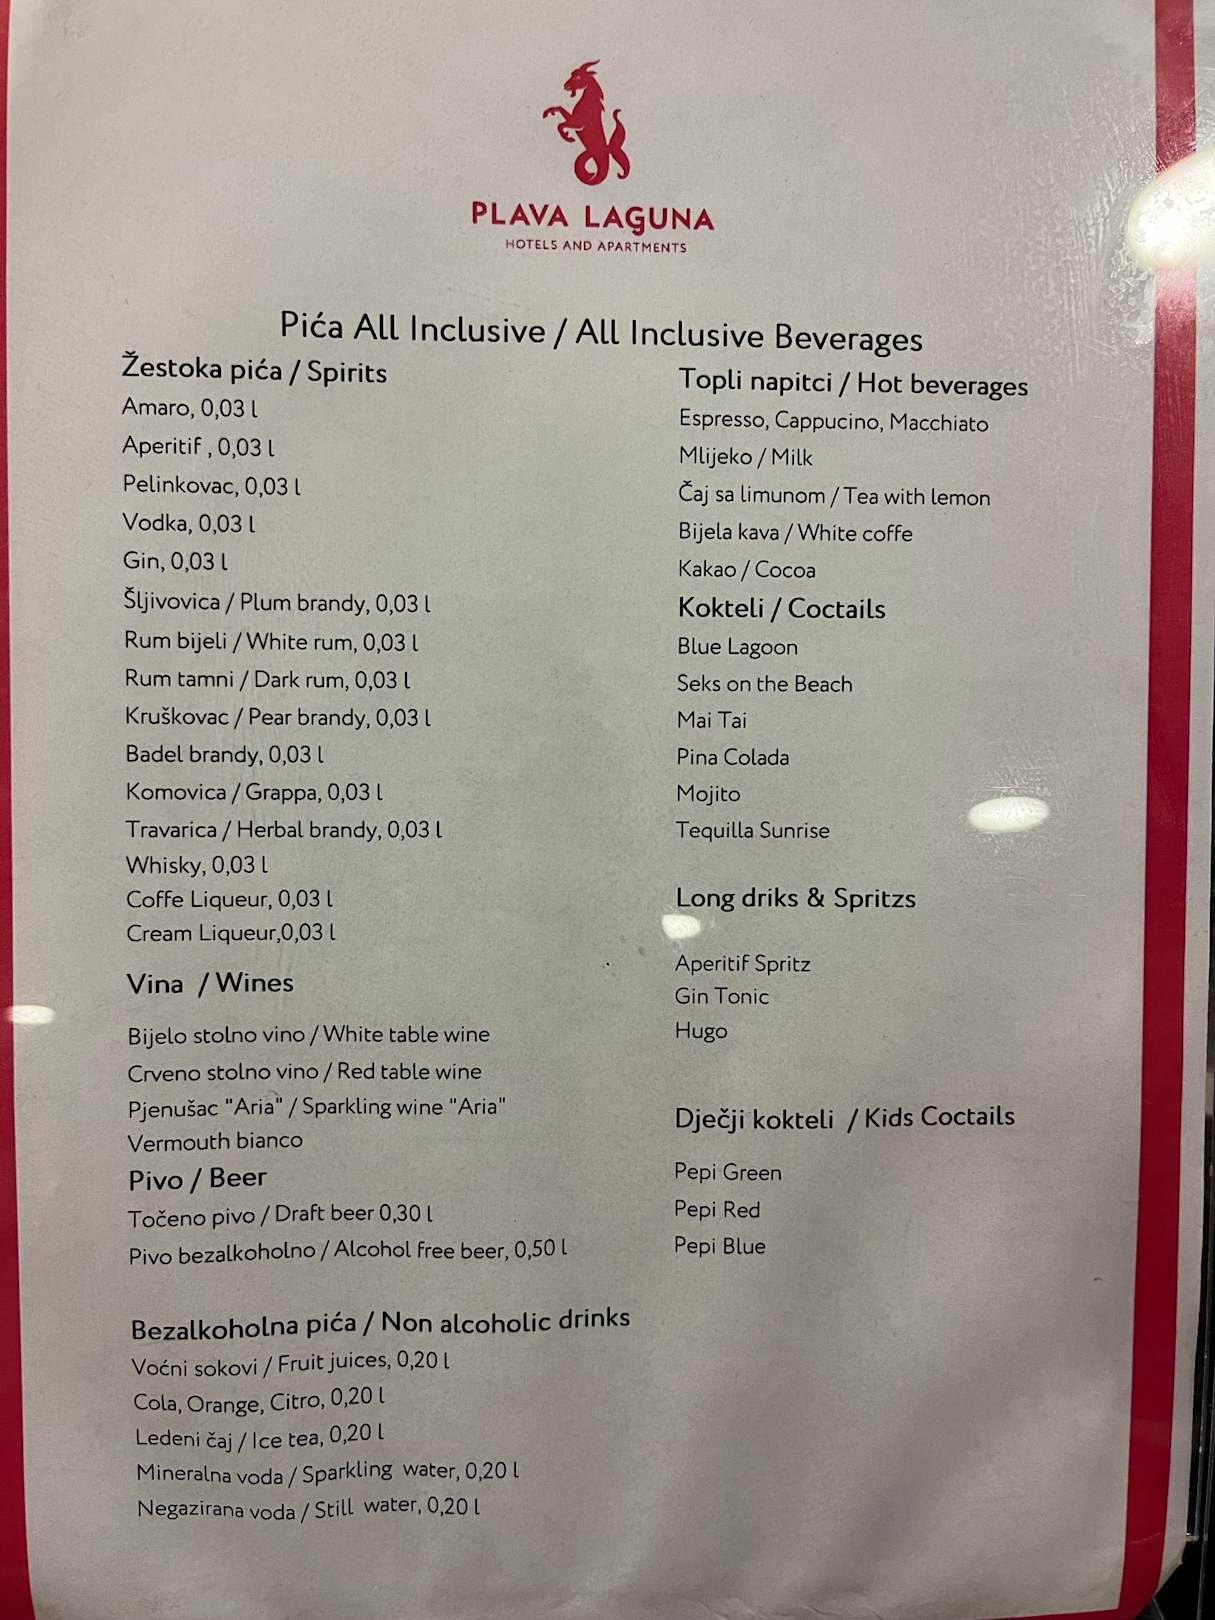 PLAVA LAGUNA
HOTELS AND APARTMENTS
Pića All Inclusive / All Inclusive Beverages
Žestoka pića / Spirits
Amaro, 0,03 l
Aperitif , 0,03 l
Pelinkovac, 0,03 l
Vodka, 0,03 l
Gin, 0,03 l
Šljivovica / Plum brandy, 0,03 l
Rum bijeli / White rum, 0,03 l
Rum tamni / Dark rum, 0,03 l
Kruškovac / Pear brandy, 0,03 l
Badel brandy, 0,03 l
Komovica / Grappa, 0,03 l
Travarica / Herbal brandy, 0,03 l
Whisky, 0,03 l
Coffe Liqueur, 0,03 l
Cream Liqueur,0,03 l
Vina / Wines
Bijelo stolno vino / White table wine
Crveno stolno vino / Red table wine
Pjenušac "Aria" / Sparkling wine "Aria"
Vermouth bianco
Pivo / Beer
Točeno pivo / Draft beer 0,30 l
Pivo bezalkoholno / Alcohol free beer, 0,50 l
Bezalkoholna pića / Non alcoholic drinks
Voćni sokovi / Fruit juices, 0,20 l
Cola, Orange, Citro, 0,20 l
Ledeni čaj / Ice tea, 0,20 l
Mineralna voda / Sparkling water, 0,20 l
Negazirana voda / Still water, 0,20 l
Topli napitci / Hot beverages
Espresso, Cappucino, Macchiato
Mlijeko / Milk
Čaj sa limunom / Tea with lemon
Bijela kava / White coffe
Kakao / Cocoa
Kokteli / Coctails
Blue Lagoon
Seks on the Beach
Mai Tai
Pina Colada
Mojito
Tequilla Sunrise
Long driks & Spritzs
Aperitif Spritz
Gin Tonic
Hugo
Dječji kokteli / Kids Coctails
Pepi Green
Pepi Red
Pepi Blue